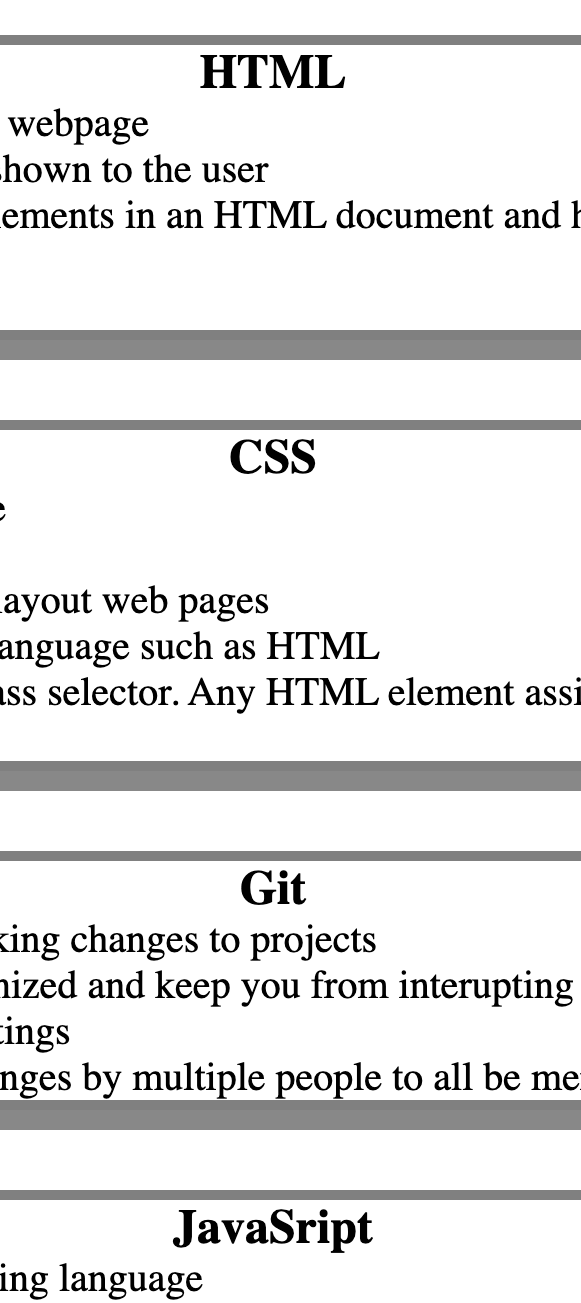 HTML
webpage
shown to the user
ements in an HTML document and h
CSS
e
layout web pages
anguage such as HTML
ass selector. Any HTML element assi
Git
king changes to projects
nized and keep you from interupting
tings
nges by multiple people to all be me
JavaSript
ing language